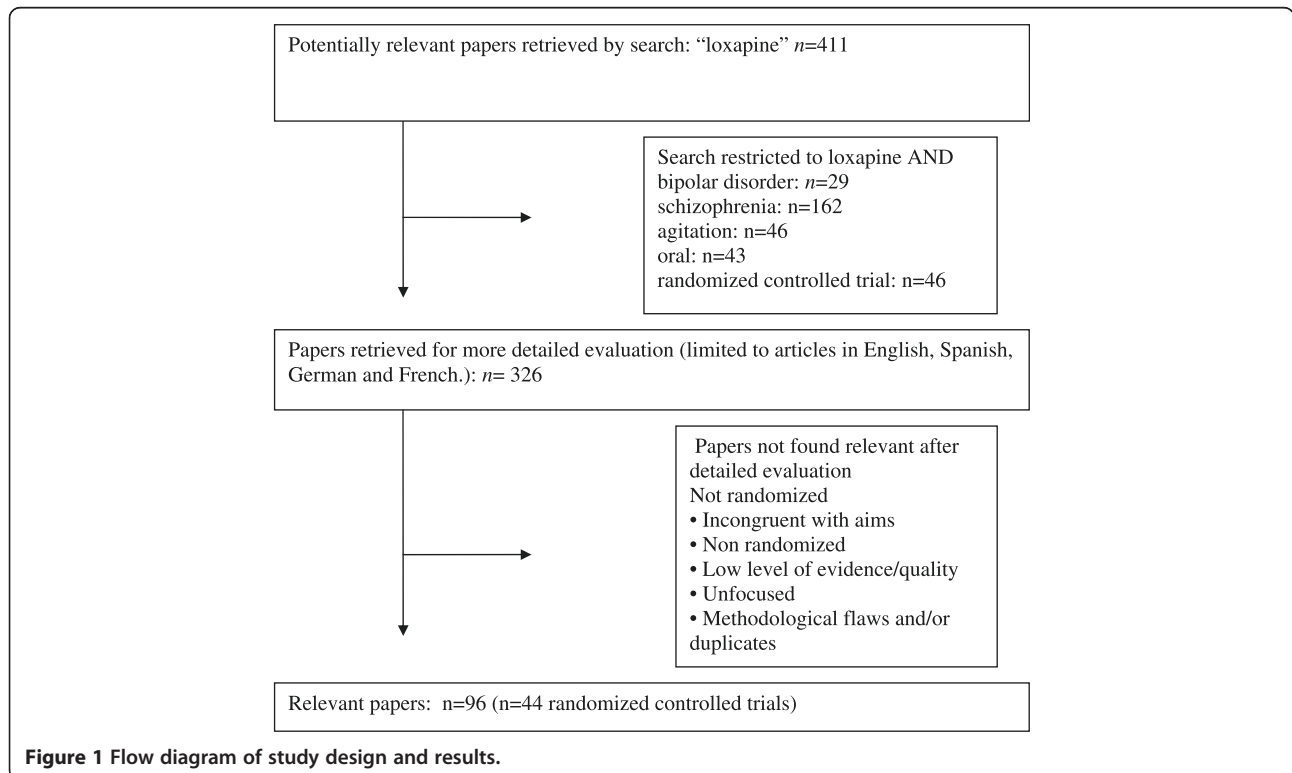 Potentially relevant papers retrieved by search: “loxapine” n=411
Search restricted to loxapine AND
bipolar disorder: n=29
schizophrenia: n=162
agitation: n=46
oral: n=43
randomized controlled trial: n=46
Papers retrieved for more detailed evaluation (limited to articles in English, Spanish,
German and French.): n= 326
Papers not found relevant after
detailed evaluation
Not randomized
• Incongruent with aims
• Non randomized
• Low level of evidence/quality
• Unfocused
• Methodological flaws and/or
duplicates
Relevant papers: n=96 (n=44 randomized controlled trials)
Figure 1 Flow diagram of study design and results.